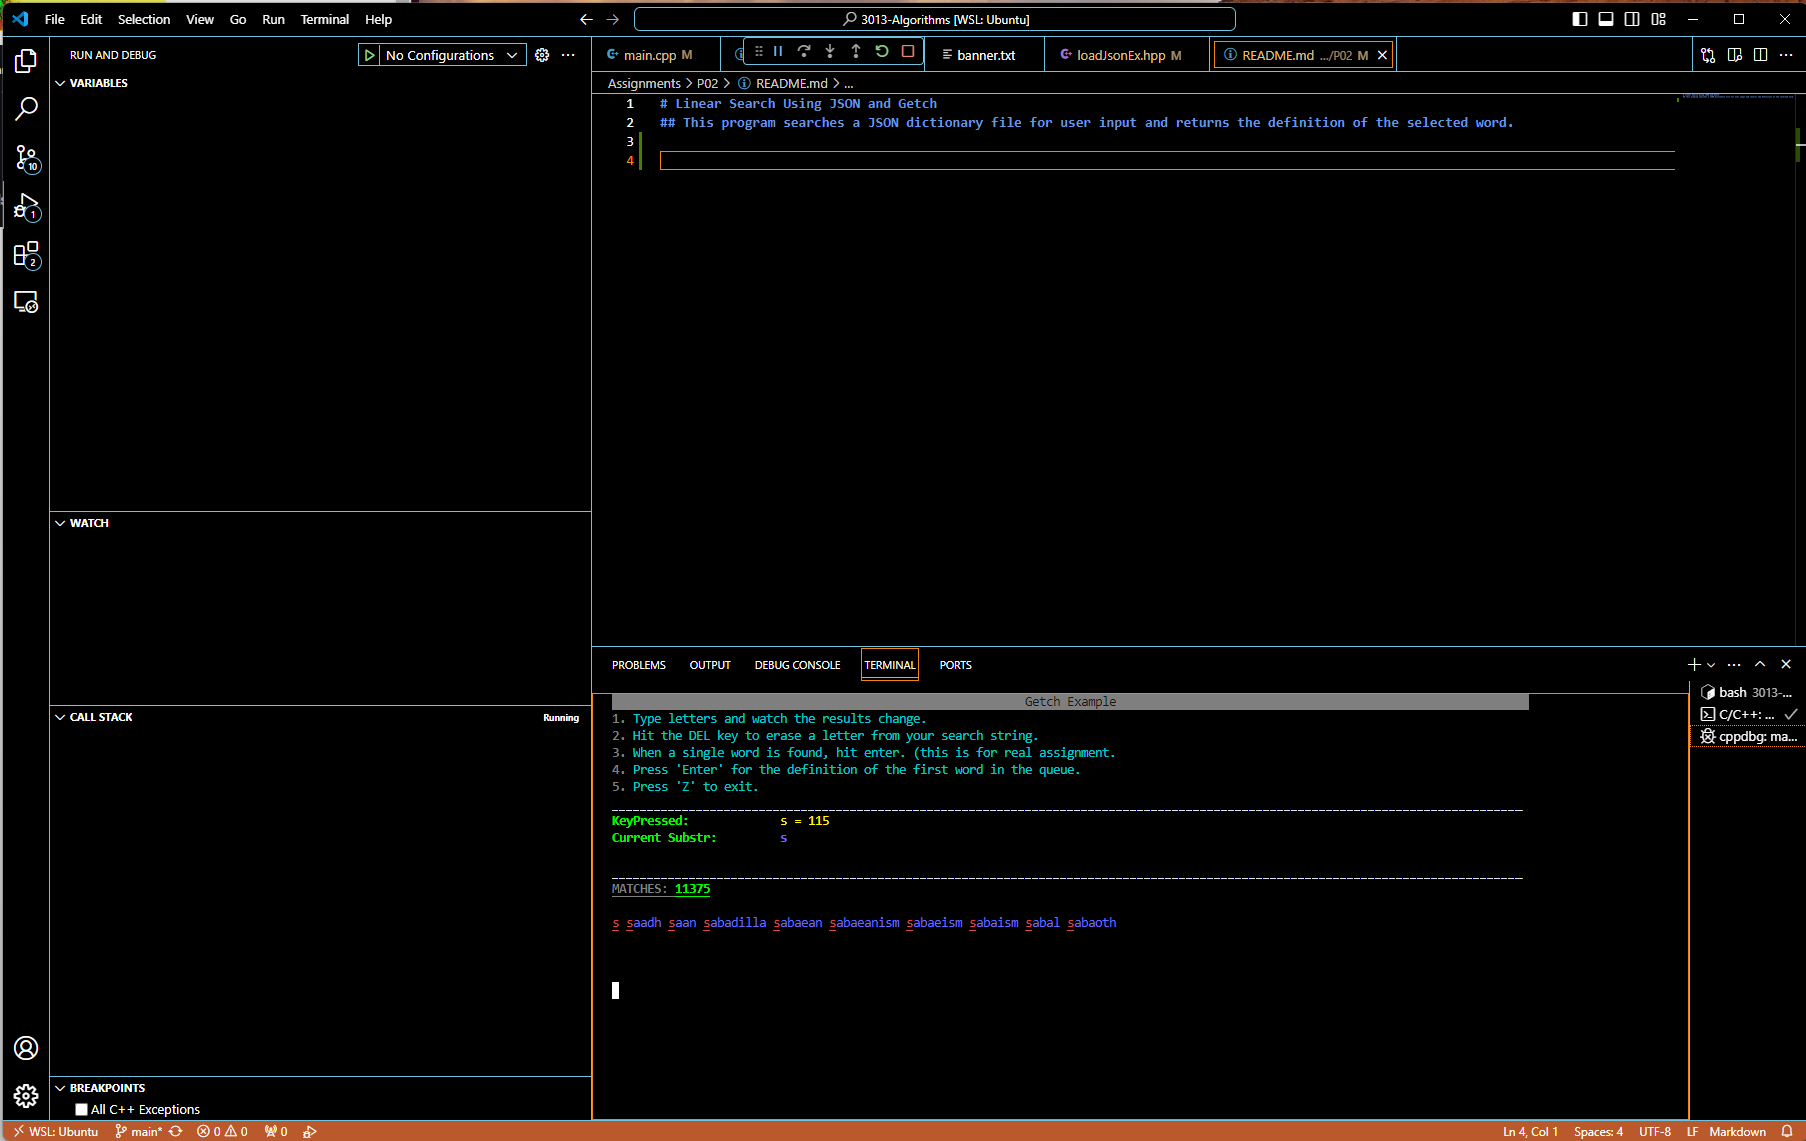 File Edit Selection View Go Run Terminal Help
3013-Algorithms [WSL: Ubuntu]
RUN AND DEBUG
No Configurations
main.cpp M
banner.txt
loadJsonEx.hpp M
README.md .../P02 M
VARIABLES
Assignments > P02 > README.md > ...
1 # Linear Search Using JSON and Getch
2 ## This program searches a JSON dictionary file for user input and returns the definition of the selected word.
3
4
10
1
2
WATCH
CALL STACK
Running
BREAKPOINTS
All C++ Exceptions
PROBLEMS OUTPUT DEBUG CONSOLE TERMINAL PORTS
bash 3013-...
C/C++: ...
cppdbg: ma...
Getch Example
1. Type letters and watch the results change.
2. Hit the DEL key to erase a letter from your search string.
3. When a single word is found, hit enter. (this is for real assignment.
4. Press 'Enter' for the definition of the first word in the queue.
5. Press 'Z' to exit.
KeyPressed: s = 115
Current Substr: s
MATCHES: 11375
s saadh saan sabadilla sabaean sabaeanism sabaeism sabaism sabal sabaoth
WSL: Ubuntu main* 0 0 0
Ln 4, Col 1 Spaces: 4 UTF-8 LF Markdown